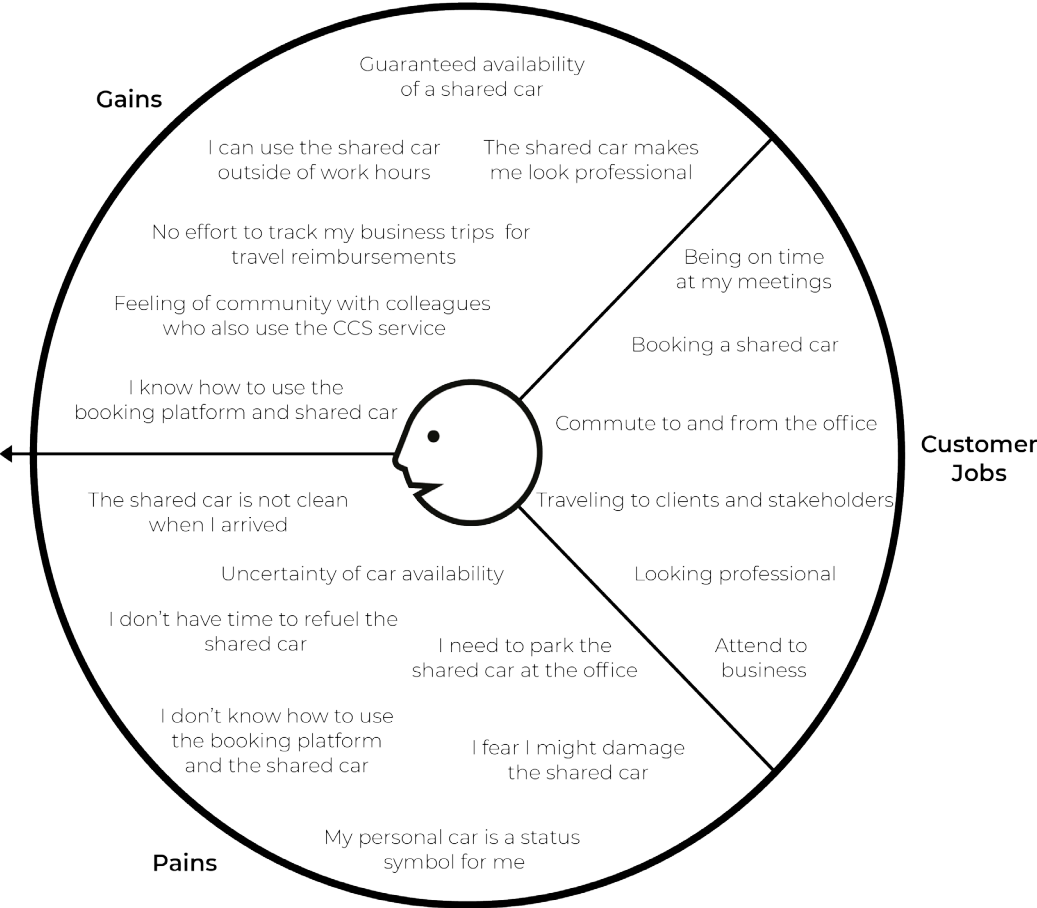 Gains
Guaranteed availability
of a shared car
I can use the shared car
outside of work hours
The shared car makes
me look professional
No effort to track my business trips for
travel reimbursements
Feeling of community with colleagues
who also use the CCS service
I know how to use the
booking platform and shared car
Customer
Jobs
Being on time
at my meetings
Booking a shared car
Commute to and from the office
Traveling to clients and stakeholders
Looking professional
Attend to
business
Pains
The shared car is not clean
when I arrived
Uncertainty of car availability
I don't have time to refuel the
shared car
I need to park the
shared car at the office
I don't know how to use
the booking platform
and the shared car
I fear I might damage
the shared car
My personal car is a status
symbol for me